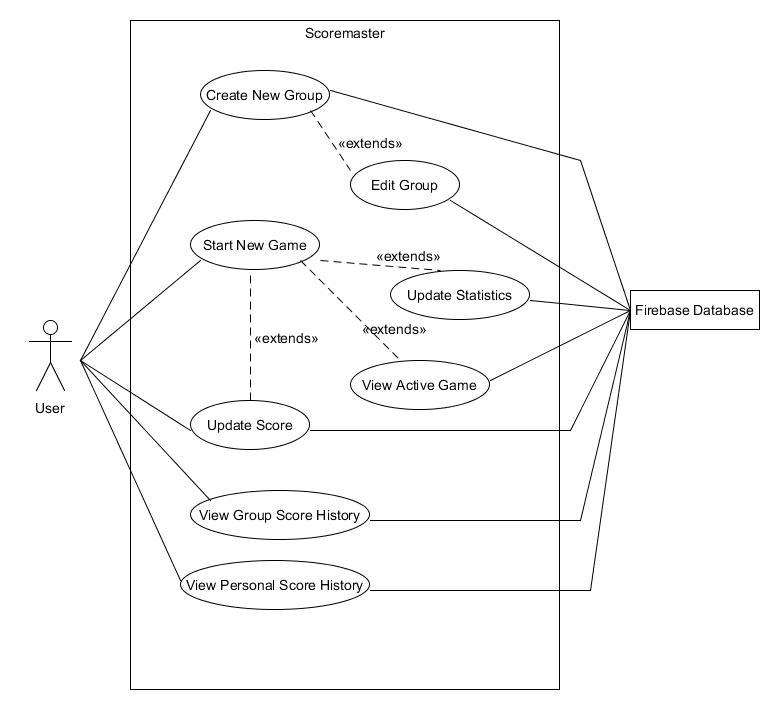 Scoremaster
Create New Group
«extends»
Edit Group
Start New Game
«extends»
Update Statistics
Firebase Database
«extends»
«extends»
View Active Game
User
Update Score
View Group Score History
View Personal Score History